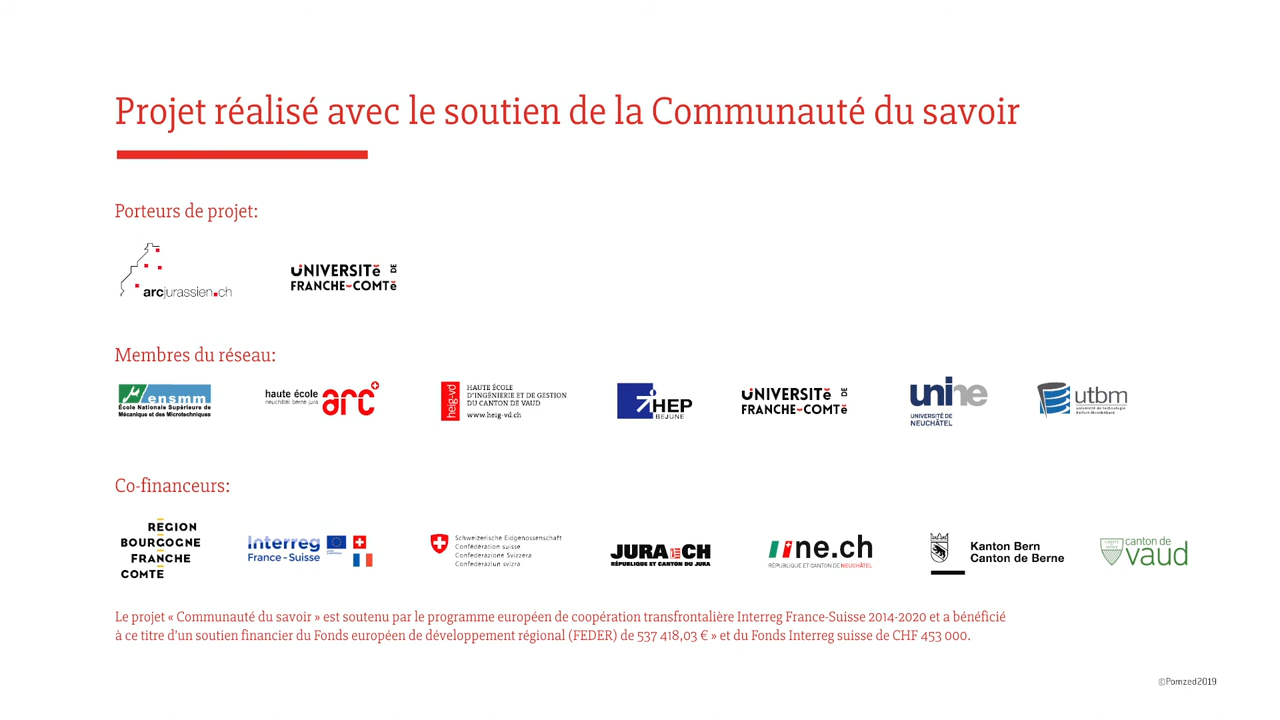 Projet réalisé avec le soutien de la Communauté du savoir
Porteurs de projet:
arcjurassien.ch
UNIVERSITÉ DE
FRANCHE-COMTÉ
Membres du réseau:
ensmm
École Nationale Supérieure de
Mécanique et des Microtechniques
haute école
neuchâtel berne jura
arc
heig-vd
HAUTE ÉCOLE
D'INGÉNIERIE ET DE GESTION
DU CANTON DE VAUD
www.heig-vd.ch
HEP
BEJUNE
UNIVERSITÉ DE
FRANCHE-COMTÉ
unine
UNIVERSITÉ DE
NEUCHÂTEL
utbm
université de technologie
Belfort-Montbéliard
Co-financeurs:
RÉGION
BOURGOGNE
FRANCHE
COMTÉ
Interreg
France - Suisse
Schweizerische Eidgenossenschaft
Confédération suisse
Confederazione Svizzera
Confederaziun svizra
JURA CH
RÉPUBLIQUE ET CANTON DU JURA
ne.ch
RÉPUBLIQUE ET CANTON DE NEUCHÂTEL
Kanton Bern
Canton de Berne
canton de
vaud
Le projet « Communauté du savoir » est soutenu par le programme européen de coopération transfrontalière Interreg France-Suisse 2014-2020 et a bénéficié
à ce titre d'un soutien financier du Fonds européen de développement régional (FEDER) de 537 418,03 € » et du Fonds Interreg suisse de CHF 453 000.
©Pomzed2019